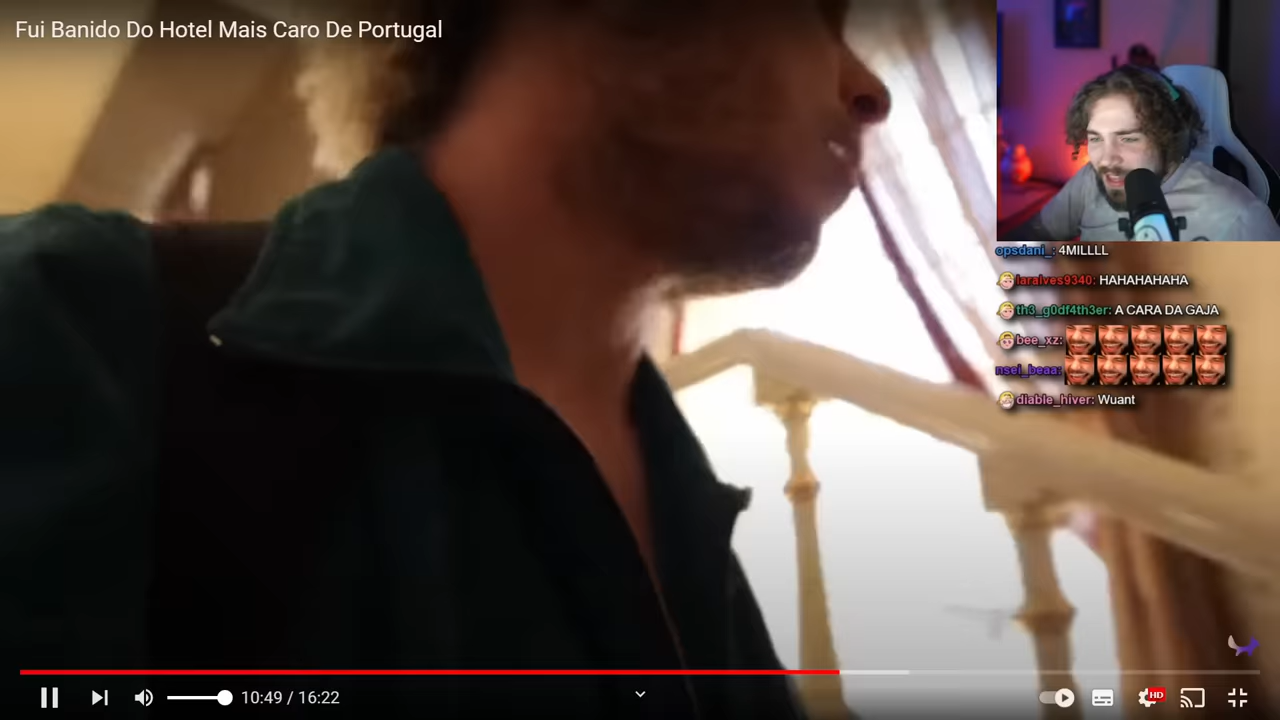 Fui Banido Do Hotel Mais Caro De Portugal
opsdani_: 4MILLLL
laralves9340: HAHAHAHAHA
th3_g0df4th3er: A CARA DA GAJA
bee_xz:
nsel_beaa:
diable_hiver: Wuant
10:49 / 16:22
HD